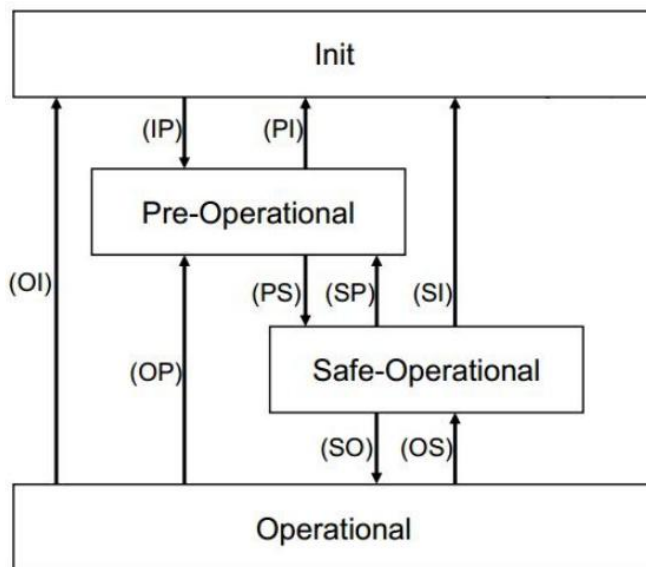 Init
(IP) (PI)
Pre-Operational
(OI) (PS) (SP) (SI)
(OP) Safe-Operational
(SO) (OS)
Operational